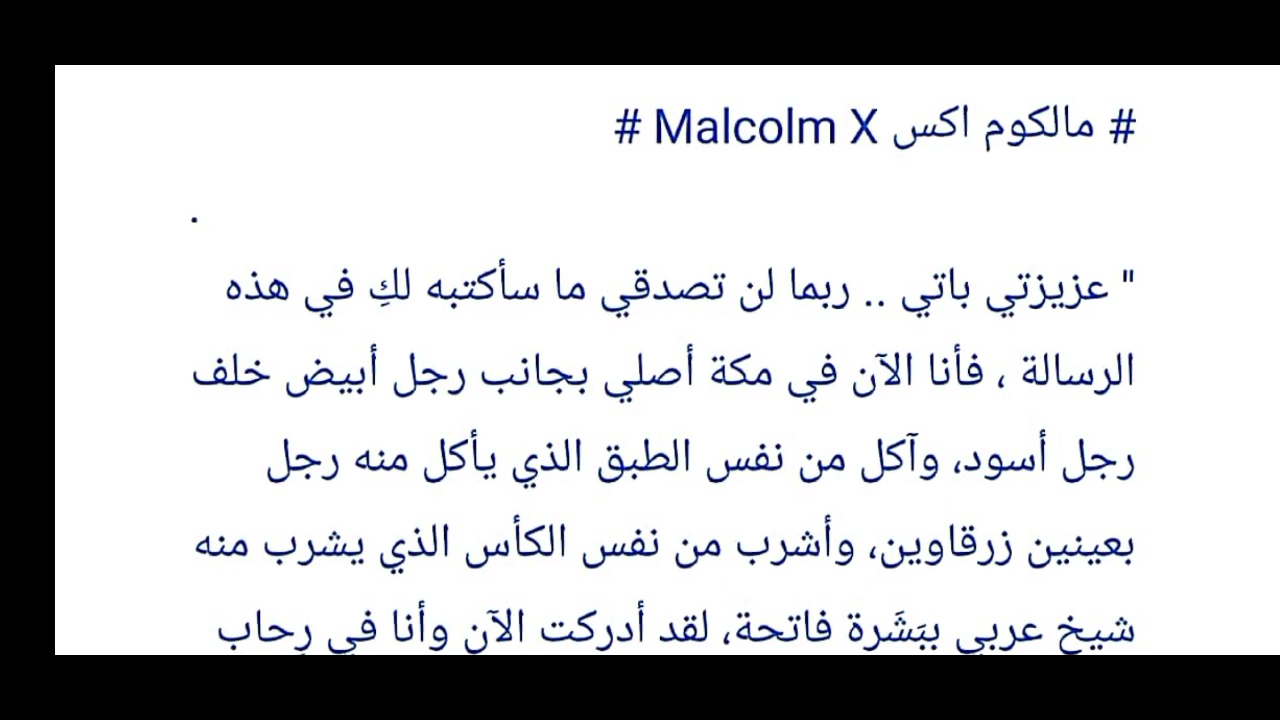 # مالكوم اكس Malcolm X #
.
" عزيزتي باتي .. ربما لن تصدقي ما سأكتبه لكِ في هذه
الرسالة ، فأنا الآن في مكة أصلي بجانب رجل أبيض خلف
رجل أسود، وآكل من نفس الطبق الذي يأكل منه رجل
بعينين زرقاوين، وأشرب من نفس الكأس الذي يشرب منه
شيخ عربي ببَشَرة فاتحة، لقد أدركت الآن وأنا في رِحاب